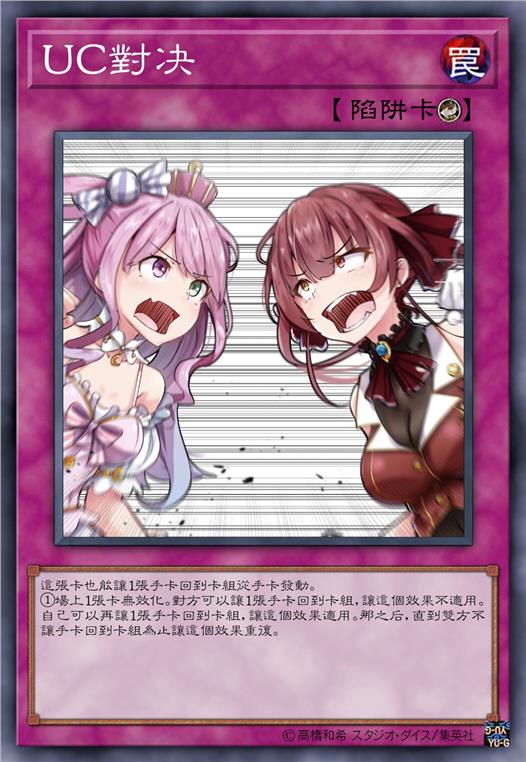 UC對決
罠
【陷阱卡】
這張卡也能讓1張手卡回到卡組從手卡發動。
①場上1張卡無效化。對方可以讓1張手卡回到卡組,讓這個效果不適用。
自己可以再讓1張手卡回到卡組,讓這個效果適用。那之后,直到雙方不
讓手卡回到卡組為止讓這個效果重復。
©高橋和希 スタジオ・ダイス/集英社